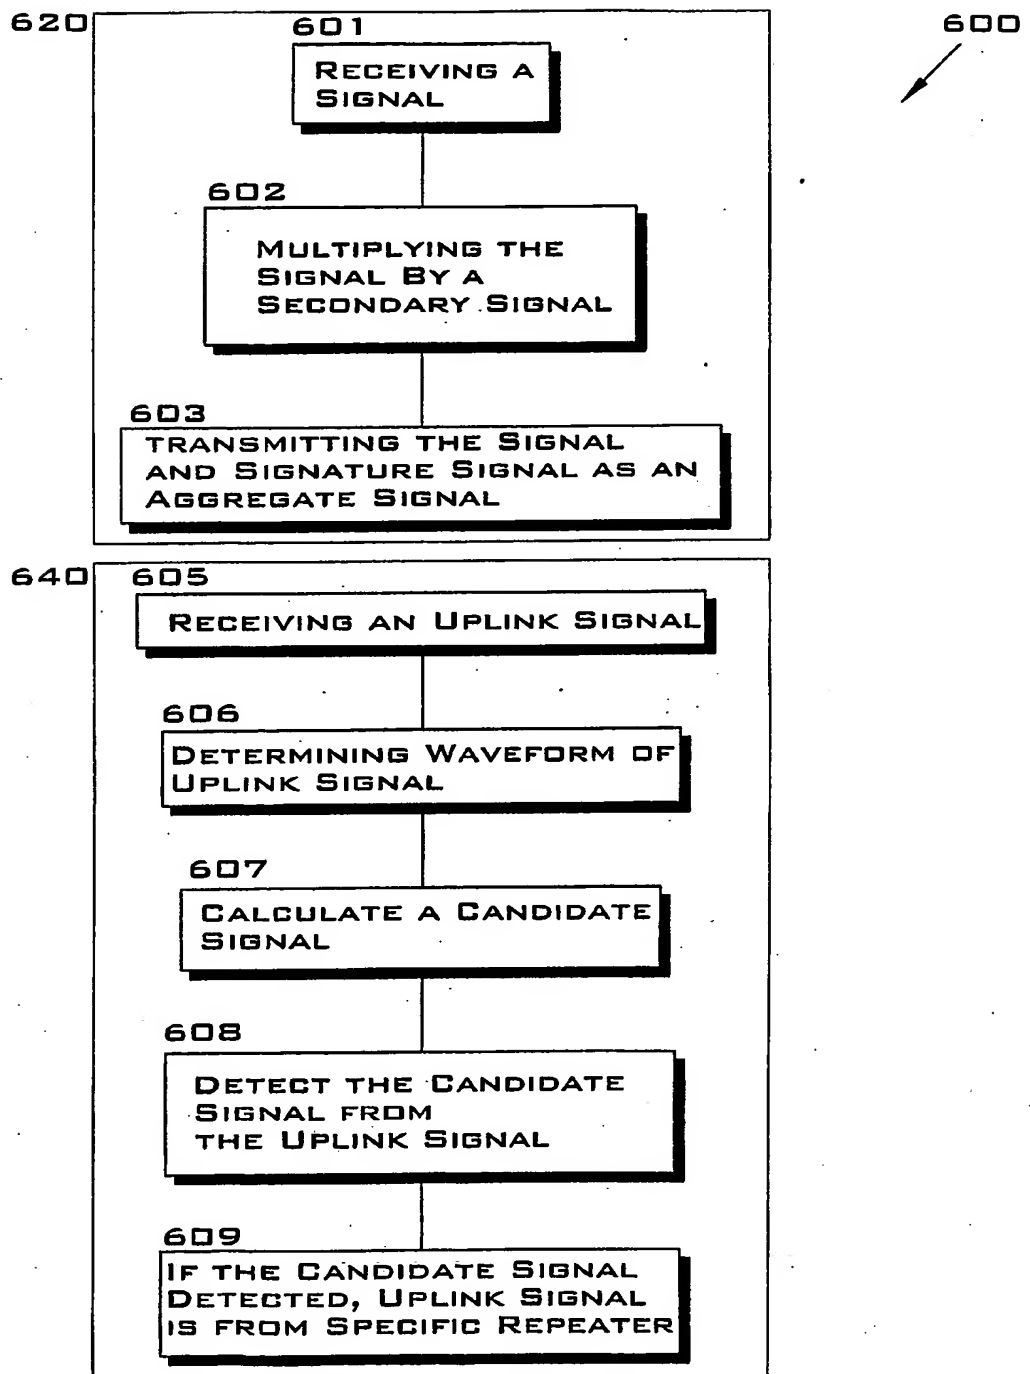 620
601
600
RECEIVING A
SIGNAL
602
MULTIPLYING THE
SIGNAL BY A
SECONDARY SIGNAL
603
TRANSMITTING THE SIGNAL
AND SIGNATURE SIGNAL AS AN
AGGREGATE SIGNAL
640
605
RECEIVING AN UPLINK SIGNAL
606
DETERMINING WAVEFORM OF
UPLINK SIGNAL
607
CALCULATE A CANDIDATE
SIGNAL
608
DETECT THE CANDIDATE
SIGNAL FROM
THE UPLINK SIGNAL
609
IF THE CANDIDATE SIGNAL
DETECTED, UPLINK SIGNAL
IS FROM SPECIFIC REPEATER